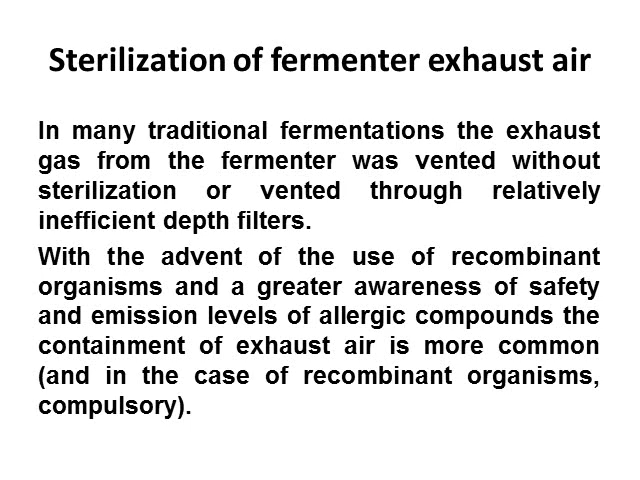 Sterilization of fermenter exhaust air
In many traditional fermentations the exhaust
gas from the fermenter was vented without
sterilization or vented through relatively
inefficient depth filters.
With the advent of the use of recombinant
organisms and a greater awareness of safety
and emission levels of allergic compounds the
containment of exhaust air is more common
(and in the case of recombinant organisms,
compulsory).